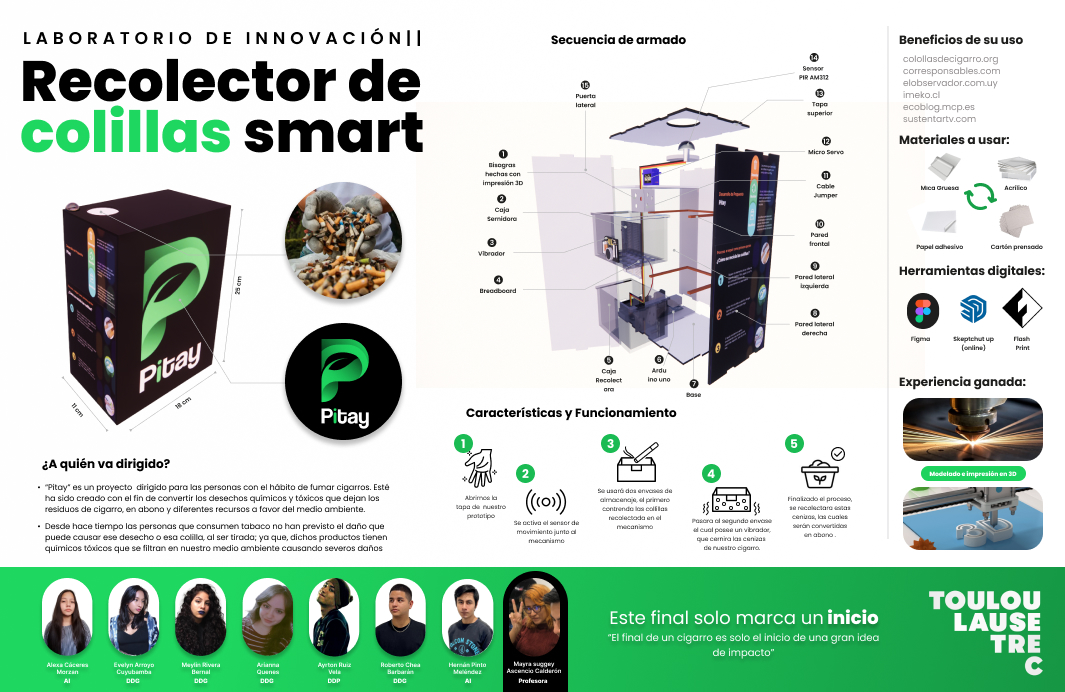 LABORATORIO DE INNOVACIÓN||
Recolector de
colillas smart
Pitay
26 cm
11 cm
18 cm
Pitay
¿A quién va dirigido?
• "Pitay" es un proyecto dirigido para las personas con el hábito de fumar cigarros. Esté
ha sido creado con el fin de convertir los desechos químicos y tóxicos que dejan los
residuos de cigarro, en abono y diferentes recursos a favor del medio ambiente.
• Desde hace tiempo las personas que consumen tabaco no han previsto el daño que
puede causar ese desecho o esa colilla, al ser tirada; ya que, dichos productos tienen
químicos tóxicos que se filtran en nuestro medio ambiente causando severos daños
Secuencia de armado
14
Sensor
PIR AM312
15
Puerta
lateral
13
Tapa
superior
12
Micro Servo
1
Bisagras
hechas con
impresión 3D
11
Cable
Jumper
2
Caja
Sernidora
10
Pared
frontal
3
Vibrador
9
Pared lateral
izquierda
4
Breadboard
8
Pared lateral
derecha
5
Caja
Recolect
ora
6
Ardu
ino uno
7
Base
Pitay
Características y Funcionamiento
1
Abrimos la
tapa de nuestro
prototipo
2
Se activa el sensor de
movimiento junto al
mecanismo
3
Se usará dos envases de
almacenaje, el primero
contrendra las colillas
recolectada en el
mecanismo
4
Pasara al segundo envase
el cual posee un vibrador,
que cernira las cenizas
de nuestro cigarro.
5
Finalizado el proceso,
se recolectara estas
cenizas, las cuales
serán convertidas
en abono .
Beneficios de su uso
colollasdecigarro.org
corresponsables.com
elobservador.com.uy
imeko.cl
ecoblog.mcp.es
sustentartv.com
Materiales a usar:
Mica Gruesa
Acrílico
Papel adhesivo
Cartón prensado
Herramientas digitales:
Figma
Skeptchut up
(online)
Flash
Print
Experiencia ganada:
Modelado e impresión en 3D
Alexa Cáceres
Morzan
AI
Evelyn Arroyo
Cuyubamba
DDG
Meylin Rivera
Bernal
DDG
Arianna
Quenes
DDG
Ayrton Ruiz
Vela
DDP
Roberto Chea
Barbarán
DDG
Hernán Pinto
Meléndez
AI
Mayra suggey
Ascencio Calderón
Profesora
Este final solo marca un inicio
"El final de un cigarro es solo el inicio de una gran idea
de impacto"
TOULOU
LAUSE
TRE
C